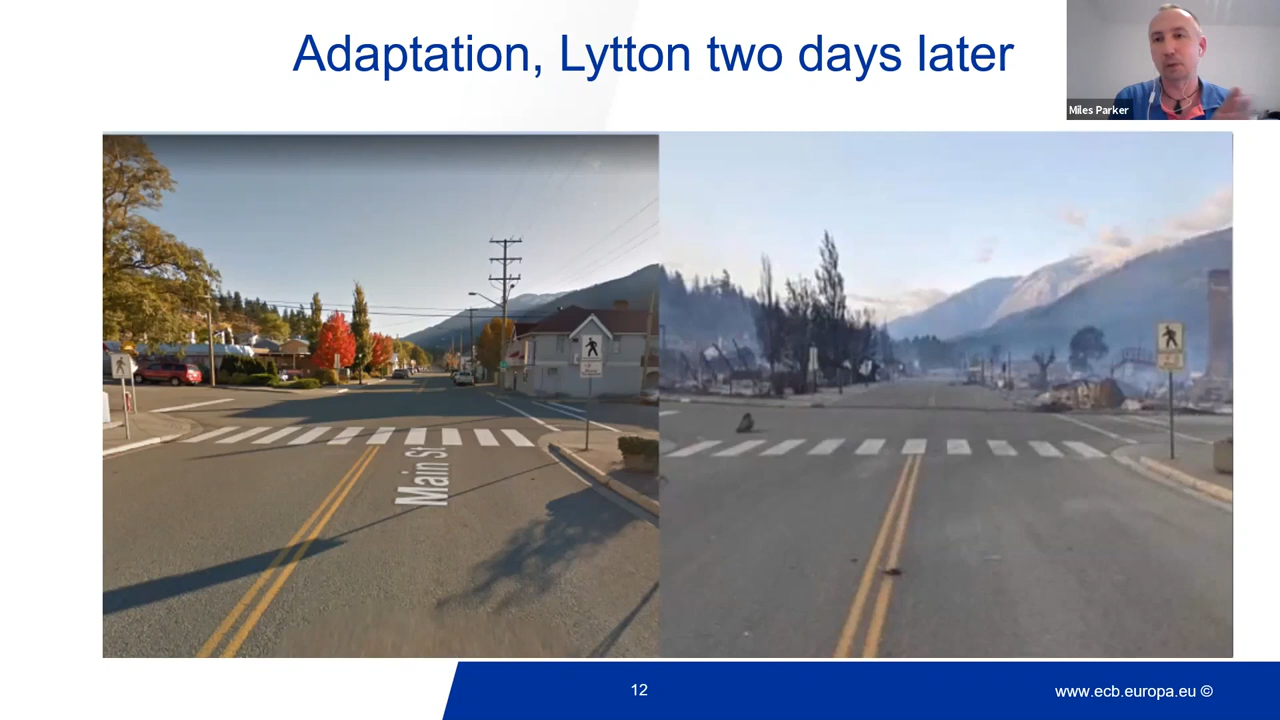 Adaptation, Lytton two days later
Miles Parker
Main St
12
www.ecb.europa.eu ©